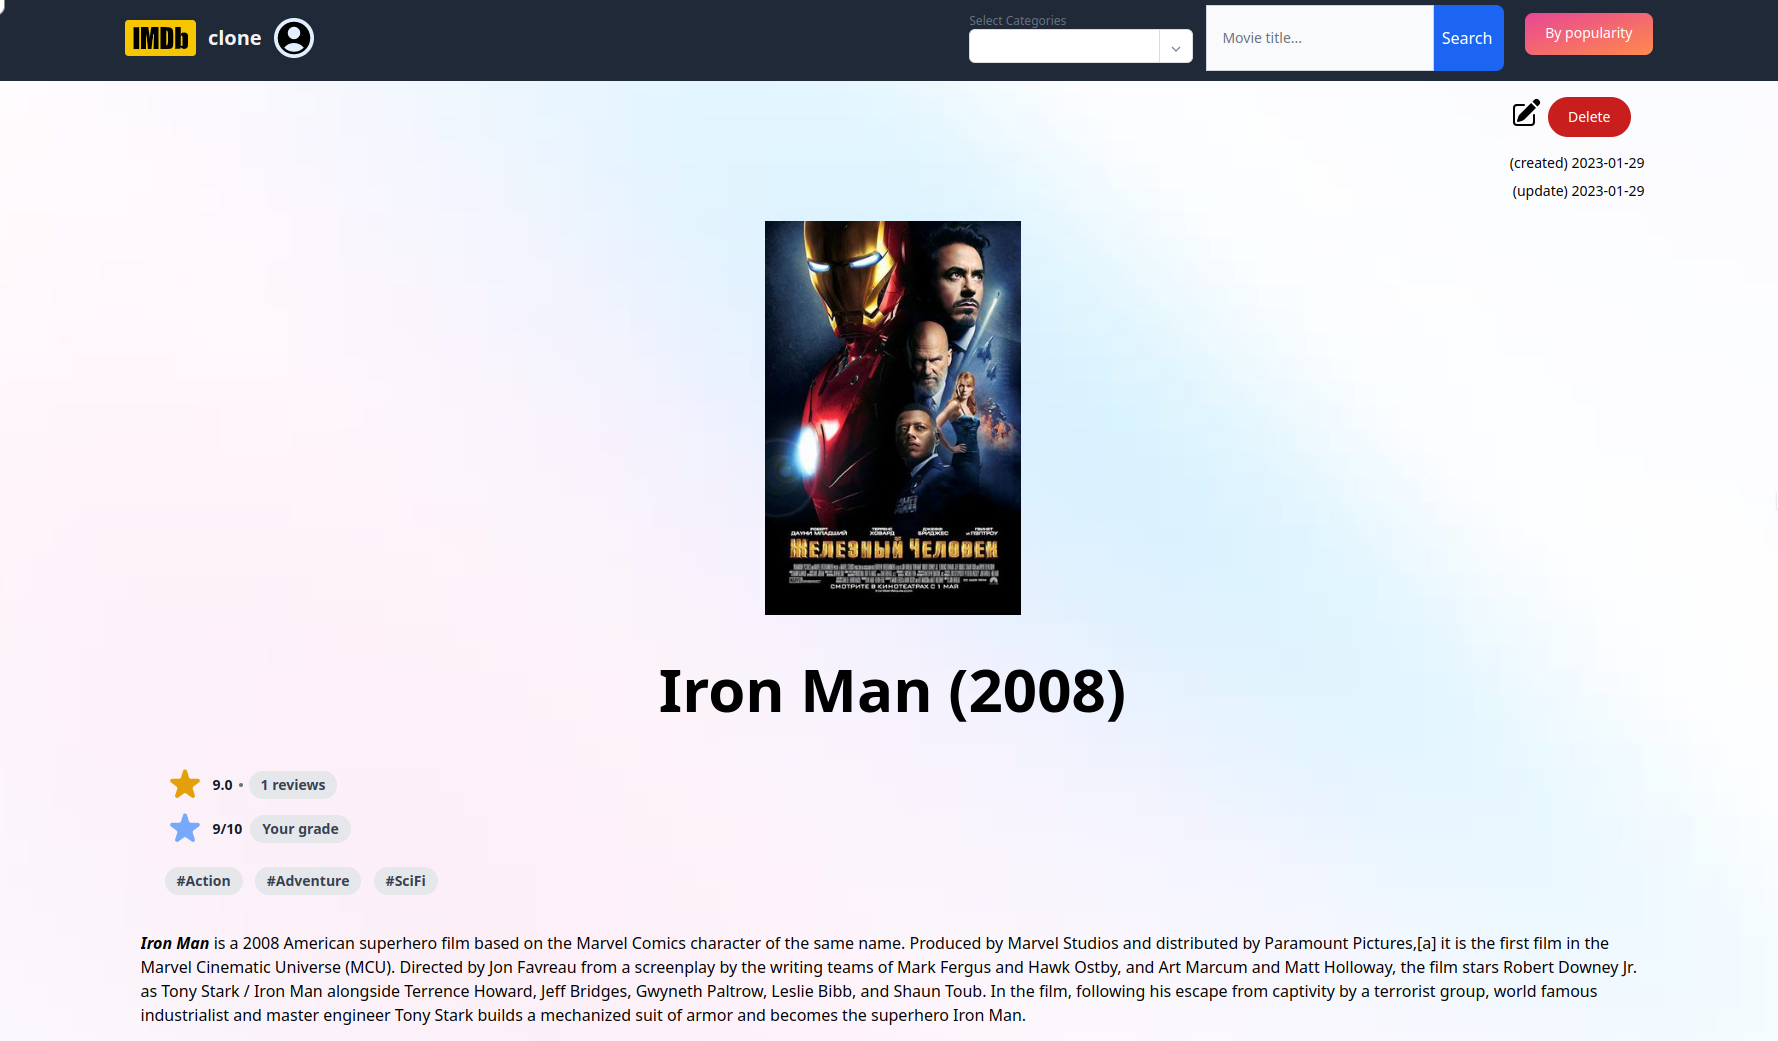 IMDb clone
Select Categories
Movie title...
Search
By popularity
Delete
(created) 2023-01-29
(update) 2023-01-29
РОБЕРТ ДАУНИ МЛАДШИЙ
ТЕРРЕНС ХОВАРД
ДЖЕФФ БРИДЖЕС
ГВИНЕТ ПЭЛТРОУ
ЖЕЛЕЗНЫЙ ЧЕЛОВЕК
СМОТРИТЕ В КИНОТЕАТРАХ С 1 МАЯ
Iron Man (2008)
9.0 • 1 reviews
9/10 Your grade
#Action #Adventure #SciFi
Iron Man is a 2008 American superhero film based on the Marvel Comics character of the same name. Produced by Marvel Studios and distributed by Paramount Pictures,[a] it is the first film in the
Marvel Cinematic Universe (MCU). Directed by Jon Favreau from a screenplay by the writing teams of Mark Fergus and Hawk Ostby, and Art Marcum and Matt Holloway, the film stars Robert Downey Jr.
as Tony Stark / Iron Man alongside Terrence Howard, Jeff Bridges, Gwyneth Paltrow, Leslie Bibb, and Shaun Toub. In the film, following his escape from captivity by a terrorist group, world famous
industrialist and master engineer Tony Stark builds a mechanized suit of armor and becomes the superhero Iron Man.